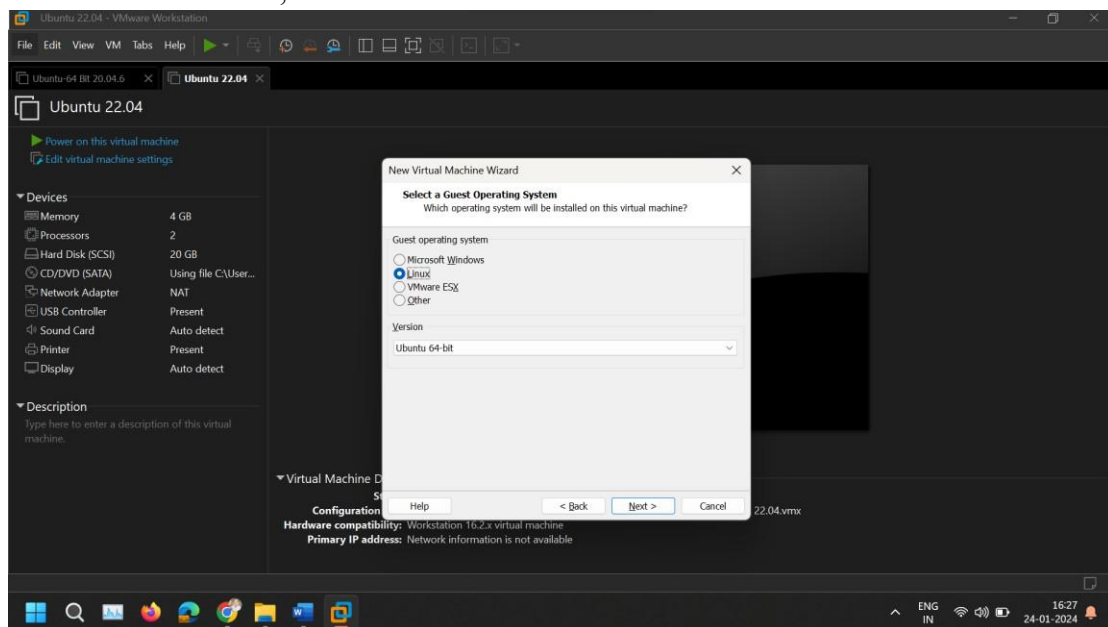 Ubuntu 22.04 - VMware Workstation
File Edit View VM Tabs Help
Ubuntu-64 Bit 20.04.6 Ubuntu 22.04
Ubuntu 22.04
Power on this virtual machine
Edit virtual machine settings
Devices
Memory 4 GB
Processors 2
Hard Disk (SCSI) 20 GB
CD/DVD (SATA) Using file C:\User...
Network Adapter NAT
USB Controller Present
Sound Card Auto detect
Printer Present
Display Auto detect
Description
Type here to enter a description of this virtual
machine.
New Virtual Machine Wizard
Select a Guest Operating System
Which operating system will be installed on this virtual machine?
Guest operating system
Microsoft Windows
Linux
VMware ESX
Other
Version
Ubuntu 64-bit
Help < Back Next > Cancel
Virtual Machine D
Configuration 22.04.vmx
Hardware compatibility: Workstation 16.2.x virtual machine
Primary IP address: Network information is not available
ENG 16:27
IN 24-01-2024